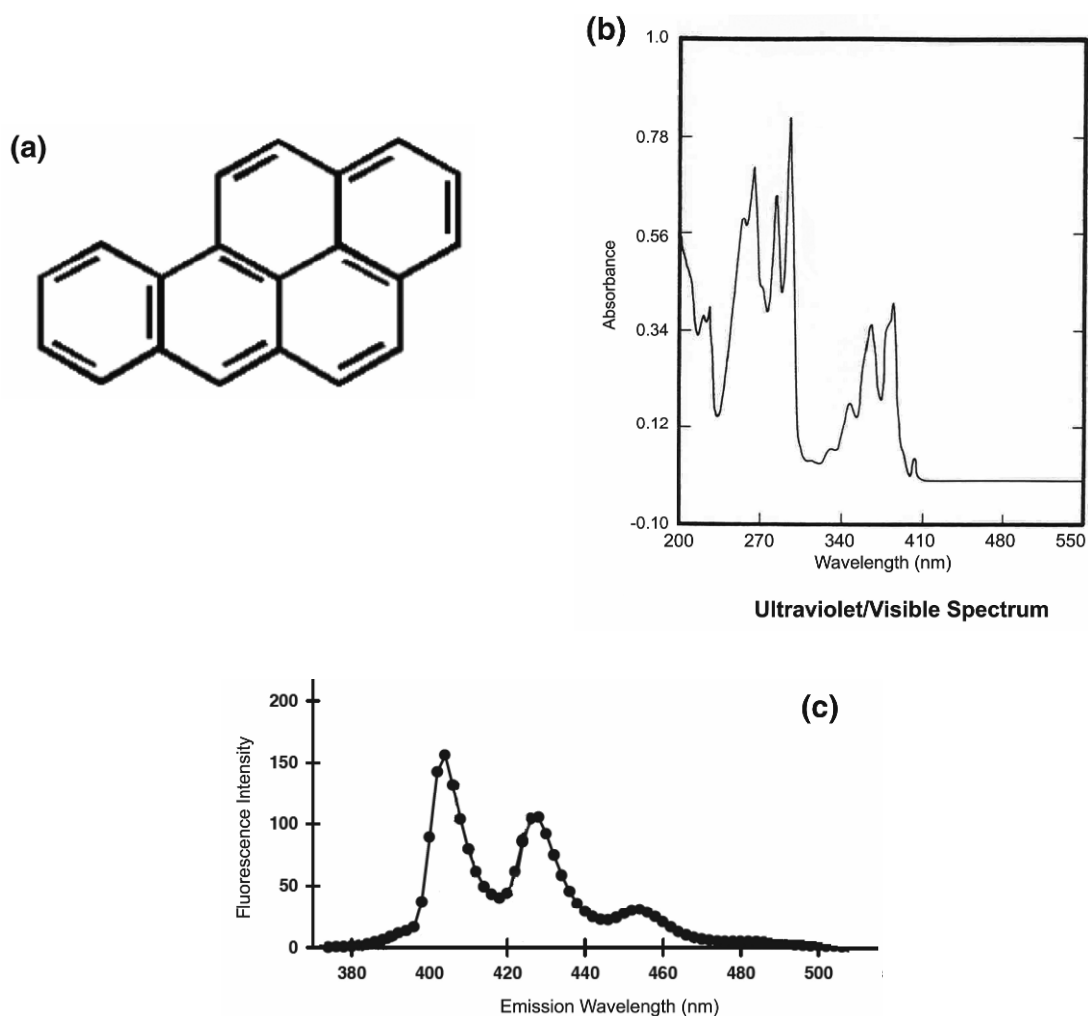 (a)
(b)
1.0
0.78
0.56
0.34
0.12
-0.10
Absorbance
200 270 340 410 480 550
Wavelength (nm)
Ultraviolet/Visible Spectrum
(c)
200
150
100
50
0
Fluorescence Intensity
380 400 420 440 460 480 500
Emission Wavelength (nm)